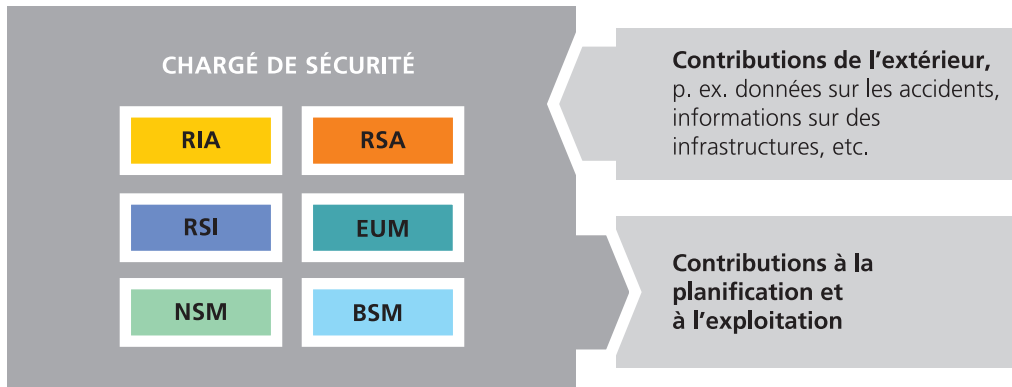 CHARGÉ DE SÉCURITÉ
RIA
RSA
RSI
EUM
NSM
BSM
Contributions de l'extérieur,
p. ex. données sur les accidents,
informations sur des
infrastructures, etc.
Contributions à la
planification et
à l'exploitation